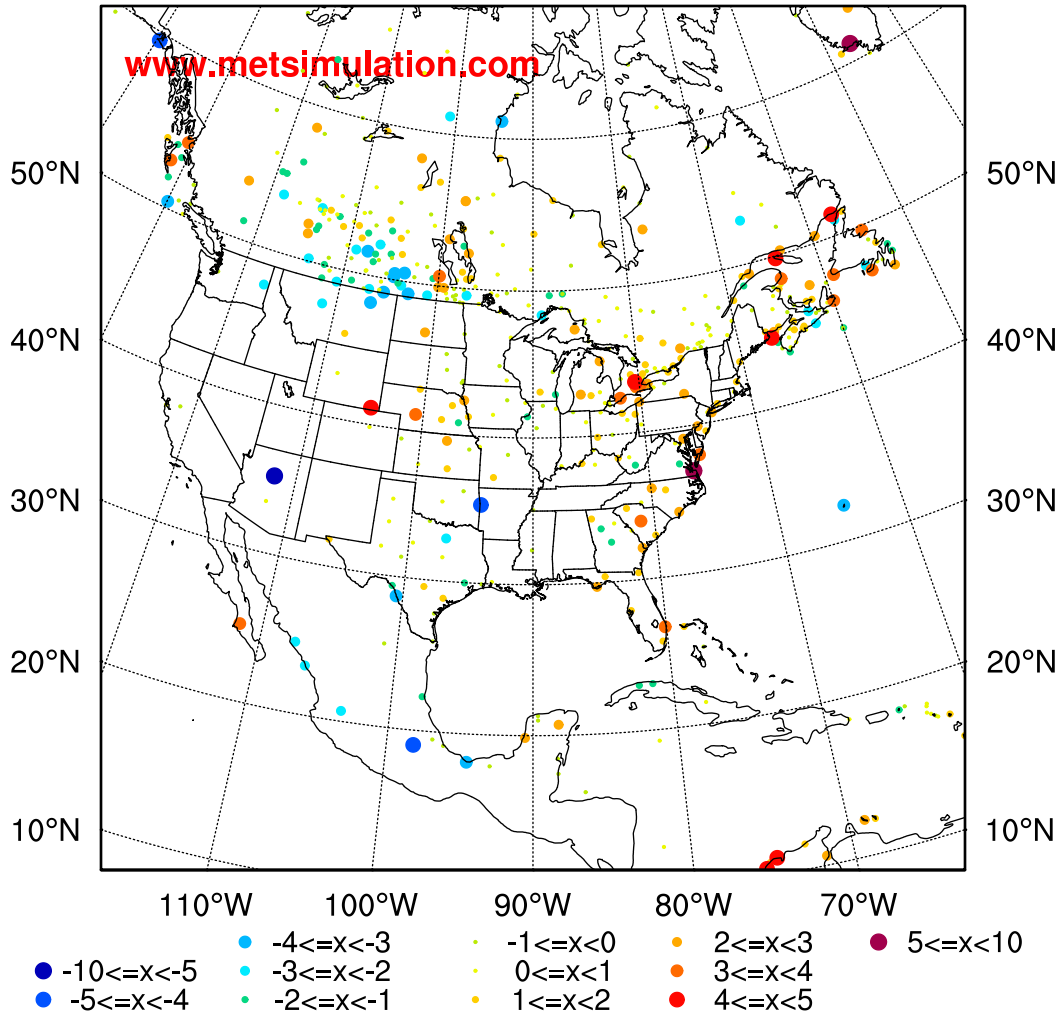 www.metsimulation.com
50°N 50°N
40°N 40°N
30°N 30°N
20°N 20°N
10°N 10°N
110°W 100°W 90°W 80°W 70°W
-4<=x<-3 -1<=x<0 2<=x<3 5<=x<10
-10<=x<-5 -3<=x<-2 0<=x<1 3<=x<4
-5<=x<-4 -2<=x<-1 1<=x<2 4<=x<5